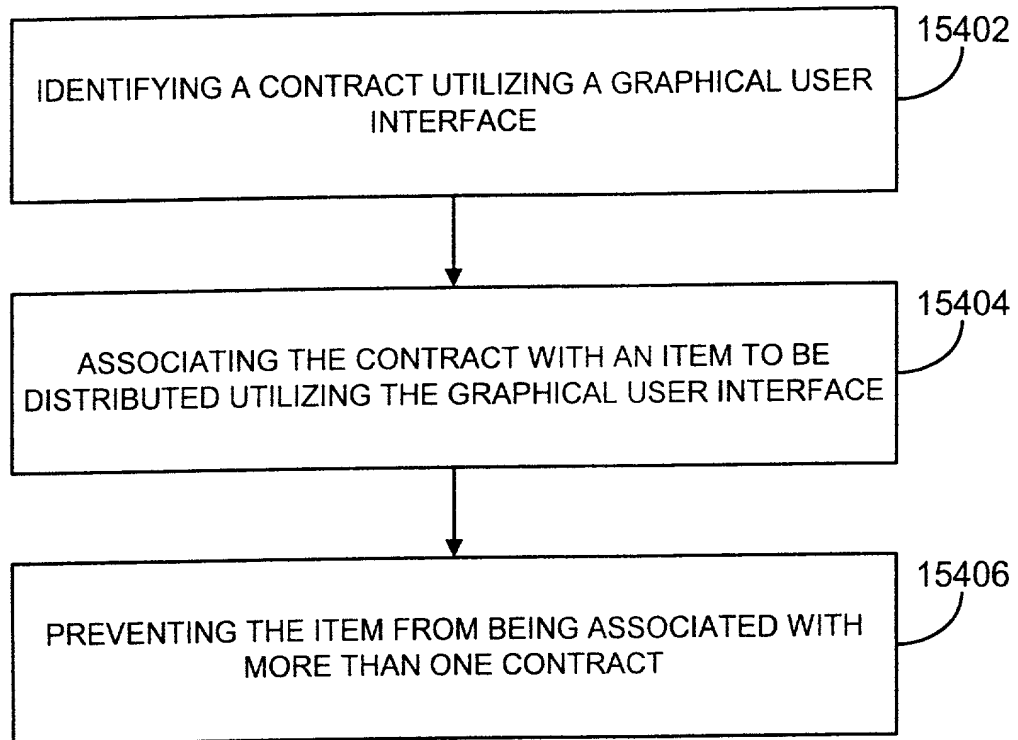 15402
IDENTIFYING A CONTRACT UTILIZING A GRAPHICAL USER
INTERFACE
15404
ASSOCIATING THE CONTRACT WITH AN ITEM TO BE
DISTRIBUTED UTILIZING THE GRAPHICAL USER INTERFACE
15406
PREVENTING THE ITEM FROM BEING ASSOCIATED WITH
MORE THAN ONE CONTRACT